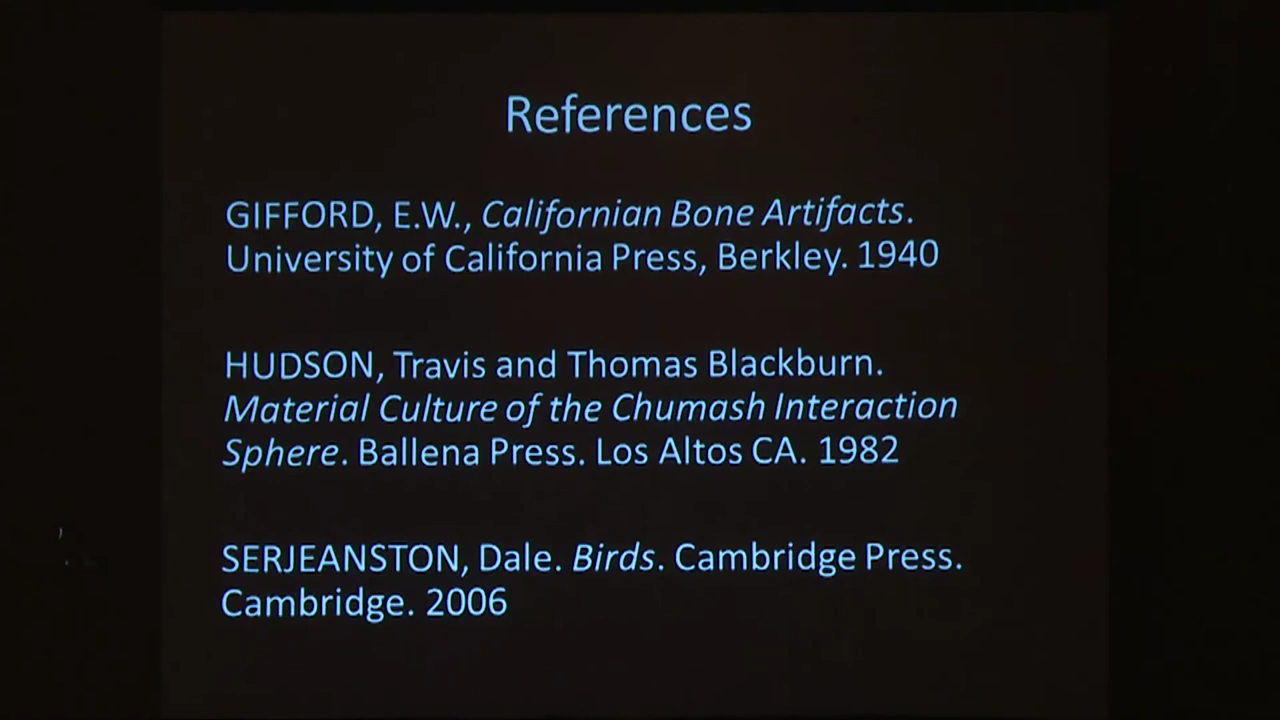 References
GIFFORD, E.W., Californian Bone Artifacts.
University of California Press, Berkley. 1940
HUDSON, Travis and Thomas Blackburn.
Material Culture of the Chumash Interaction
Sphere. Ballena Press. Los Altos CA. 1982
SERJEANSTON, Dale. Birds. Cambridge Press.
Cambridge. 2006